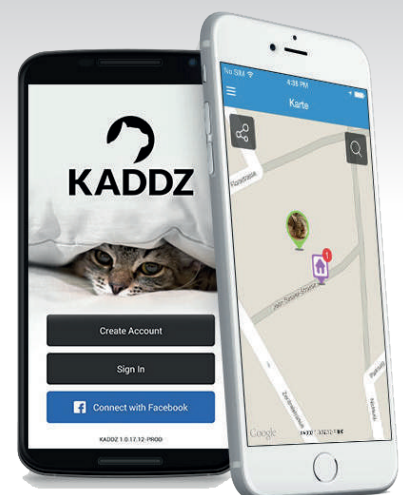 KADDZ
Create Account
Sign In
Connect with Facebook
KADDZ 1.0.17.12-PROD
No SIM
4:38 PM
Karte
1
Google